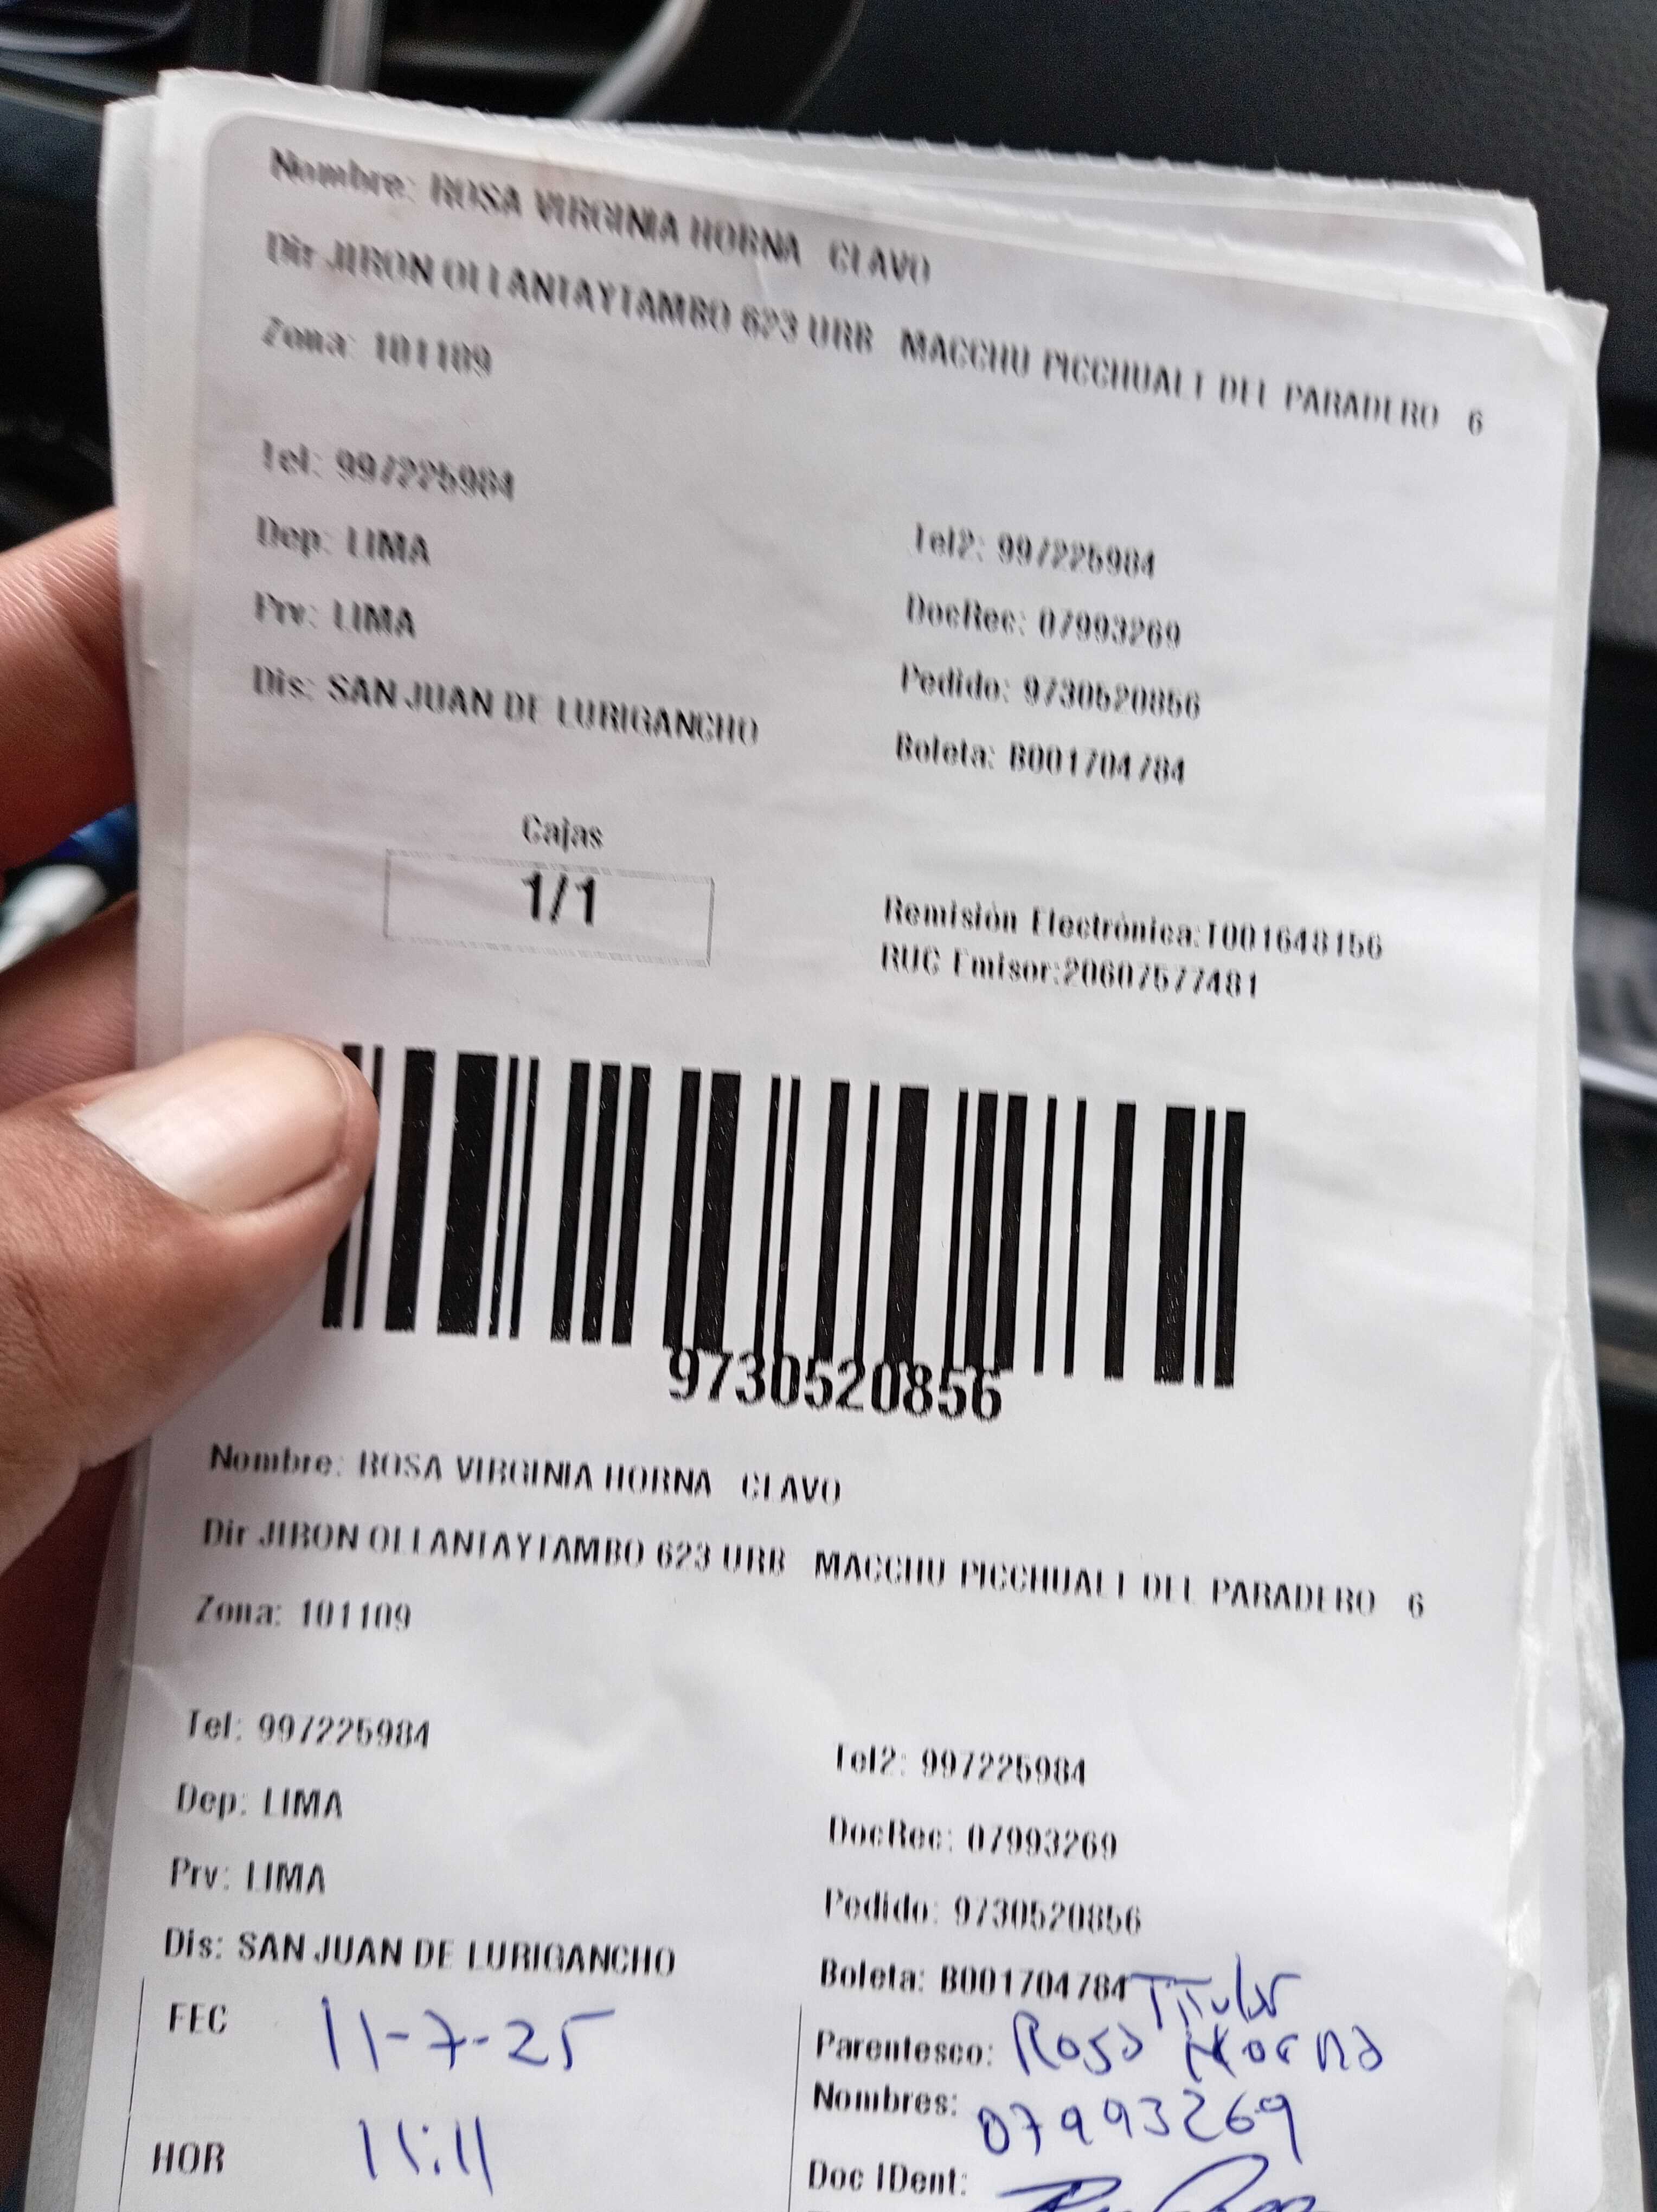 Nombre: ROSA VIRGINIA HORNA CLAVO
Dir JIRON OLLANTAYTAMBO 623 URB MACCHU PICCHUALT DEL PARADERO 6
Zona: 101109
Tel: 997225984
Dep: LIMA
Tel2: 997225984
Prv: LIMA
DocRec: 07993269
Dis: SAN JUAN DE LURIGANCHO
Pedido: 9730520856
Boleta: B001704784
Cajas
1/1
Remisión Electrónica:T001648156
RUC Emisor:20607577481
9730520856
Nombre: ROSA VIRGINIA HORNA CLAVO
Dir JIRON OLLANTAYTAMBO 623 URB MACCHU PICCHUALT DEL PARADERO 6
Zona: 101109
Tel: 997225984
Tel2: 997225984
Dep: LIMA
DocRec: 07993269
Prv: LIMA
Pedido: 9730520856
Dis: SAN JUAN DE LURIGANCHO
Boleta: B001704784 Titular
FEC 11-7-25
Parentesco: Rosa Horna
Nombres: 07993269
HOR
Doc IDent: